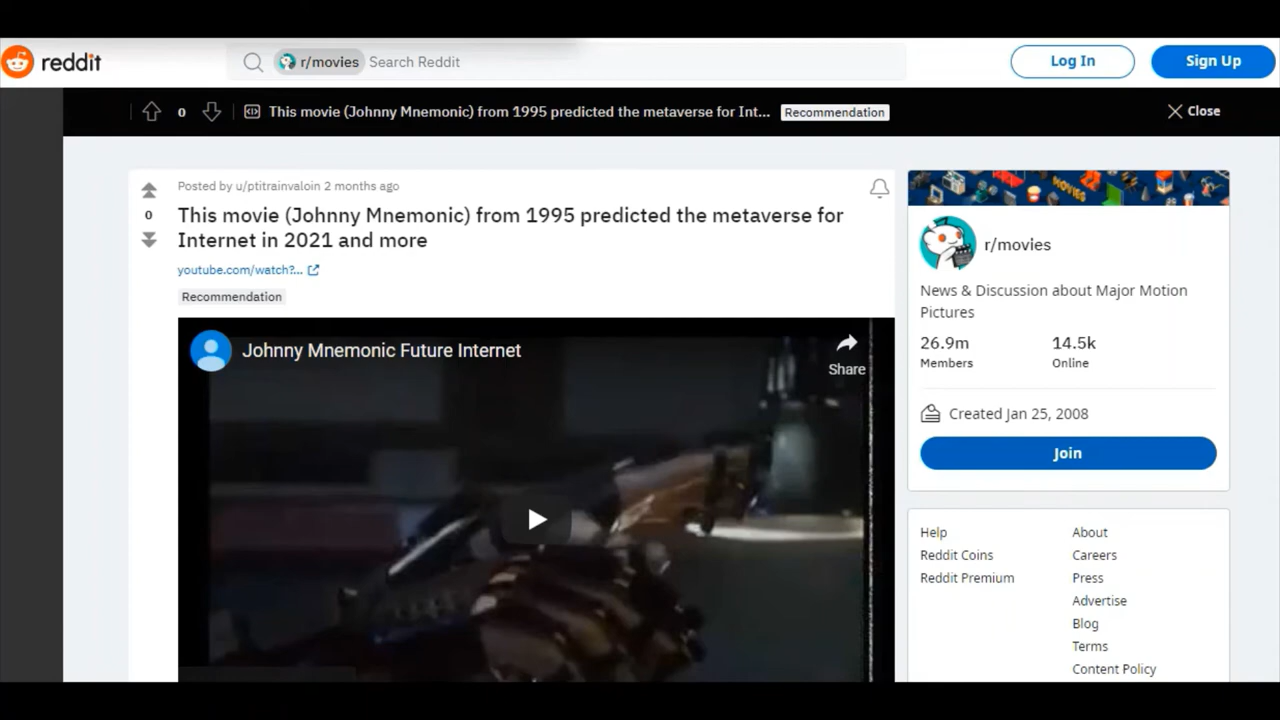 reddit
r/movies Search Reddit
Log In
Sign Up
0
This movie (Johnny Mnemonic) from 1995 predicted the metaverse for Int...
Recommendation
Close
Posted by u/ptitrainvaloin 2 months ago
0
This movie (Johnny Mnemonic) from 1995 predicted the metaverse for
Internet in 2021 and more
youtube.com/watch?...
Recommendation
Johnny Mnemonic Future Internet
Share
MOVIES
r/movies
News & Discussion about Major Motion
Pictures
26.9m 14.5k
Members Online
Created Jan 25, 2008
Join
Help About
Reddit Coins Careers
Reddit Premium Press
Advertise
Blog
Terms
Content Policy